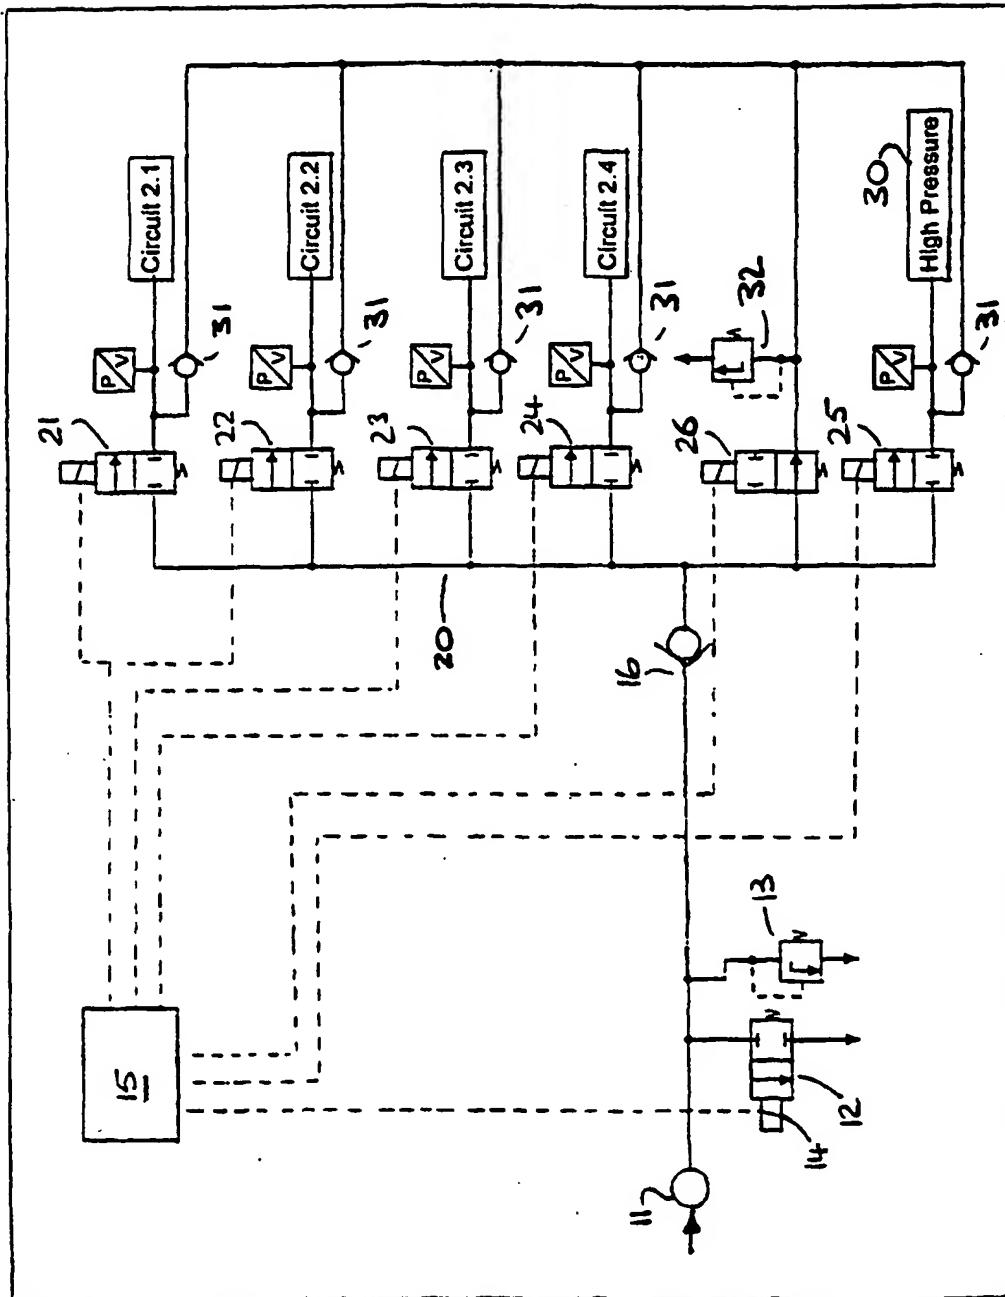 21
P/V
31
Circuit 2.1
22
P/V
31
Circuit 2.2
23
P/V
31
Circuit 2.3
24
P/V
31
Circuit 2.4
26
32
25
P/V
31
30
High Pressure
20
16
15
13
12
14
11